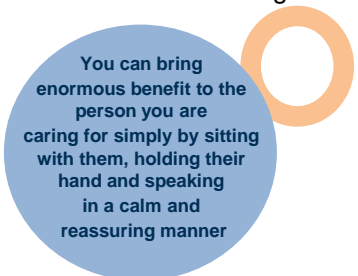 You can bring
enormous benefit to the
person you are
caring for simply by sitting
with them, holding their
hand and speaking
in a calm and
reassuring manner